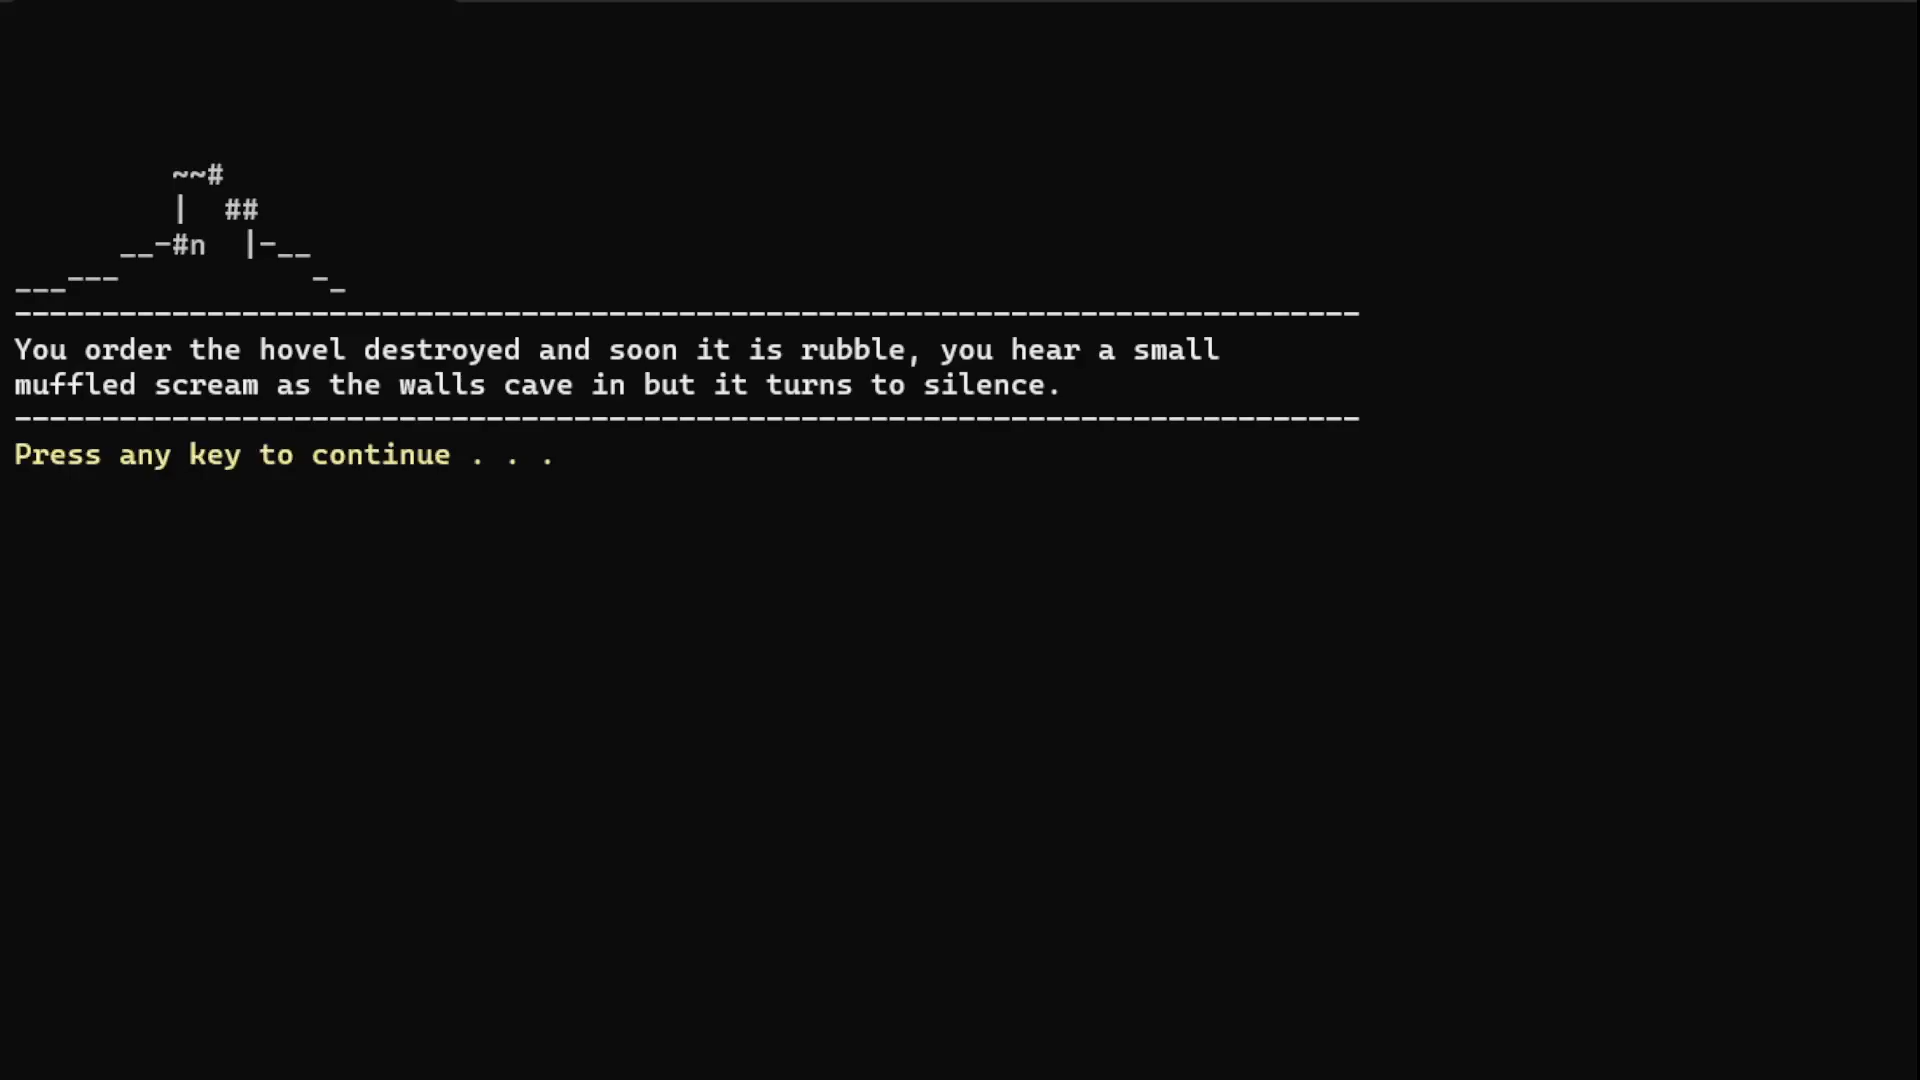 You order the hovel destroyed and soon it is rubble, you hear a small
muffled scream as the walls cave in but it turns to silence.
Press any key to continue . . .